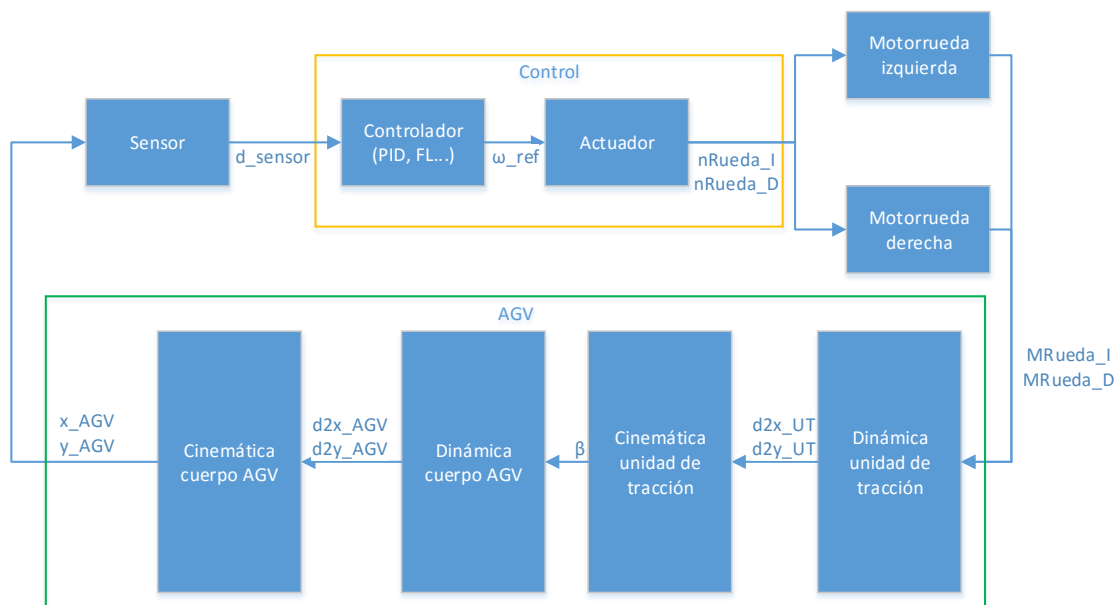 Motorrueda
izquierda
Control
Sensor
d_sensor
Controlador
(PID, FL...)
ω_ref
Actuador
nRueda_I
nRueda_D
Motorrueda
derecha
AGV
MRueda_I
MRueda_D
x_AGV
y_AGV
Cinemática
cuerpo AGV
d2x_AGV
d2y_AGV
Dinámica
cuerpo AGV
β
Cinemática
unidad de
tracción
d2x_UT
d2y_UT
Dinámica
unidad de
tracción